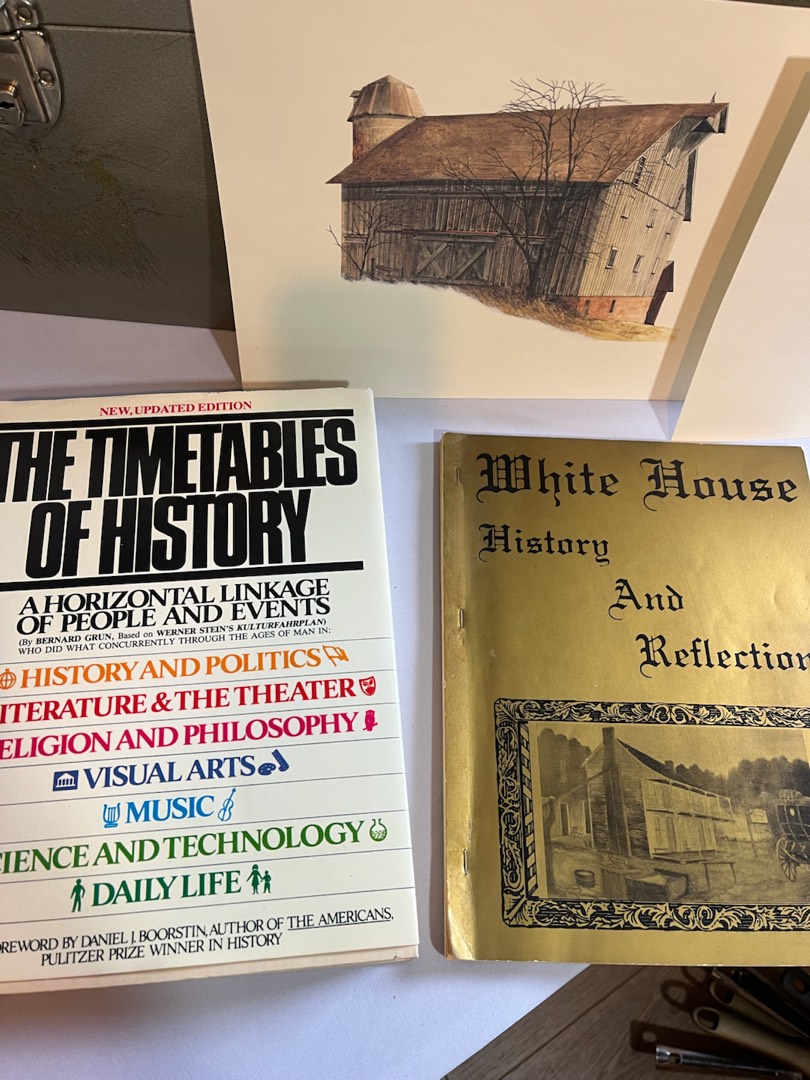 NEW, UPDATED EDITION
THE TIMETABLES
OF HISTORY
A HORIZONTAL LINKAGE
OF PEOPLE AND EVENTS
(By BERNARD GRUN, Based on WERNER STEIN'S KULTURFAHRPLAN)
WHO DID WHAT CONCURRENTLY THROUGH THE AGES OF MAN IN:
HISTORY AND POLITICS
ITERATURE & THE THEATER
ELIGION AND PHILOSOPHY
VISUAL ARTS
MUSIC
CIENCE AND TECHNOLOGY
DAILY LIFE
OREWORD BY DANIEL J. BOORSTIN, AUTHOR OF THE AMERICANS,
PULITZER PRIZE WINNER IN HISTORY
White House
History
And
Reflection